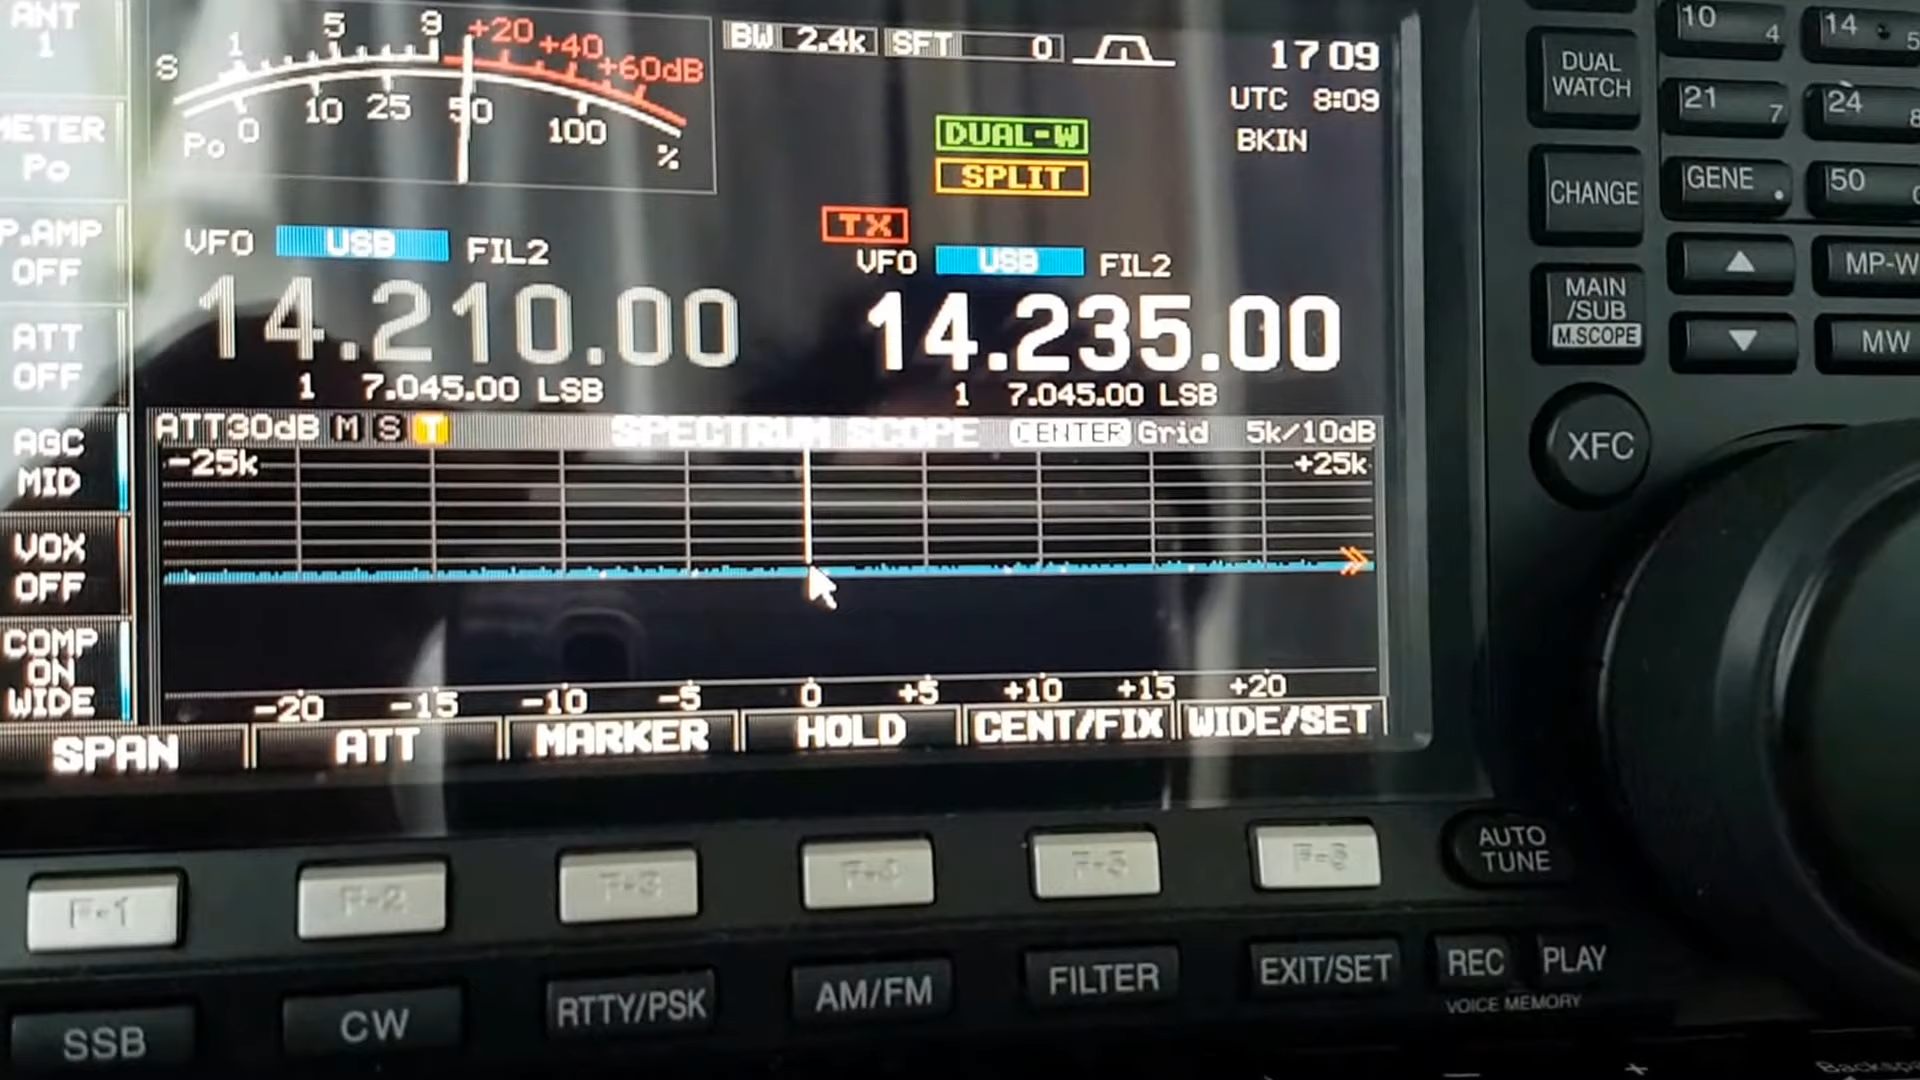 ANT
1
METER
Po
P.AMP
OFF
ATT
OFF
AGC
MID
VOX
OFF
COMP
ON
WIDE
S 1 5 9 +20 +40 +60dB
Po 0 10 25 50 100 %
BW 2.4k SFT 0
17 09
UTC 8:09
BKIN
DUAL-W
SPLIT
TX
VFO USB FIL2
VFO USB FIL2
14.210.00
14.235.00
1 7.045.00 LSB
1 7.045.00 LSB
ATT30dB M S T SPECTRUM SCOPE CENTER Grid 5k/10dB
-25k +25k
-20 -15 -10 -5 0 +5 +10 +15 +20
SPAN ATT MARKER HOLD CENT/FIX WIDE/SET
F-1 F-2 F-3
SSB CW RTTY/PSK AM/FM FILTER EXIT/SET
REC PLAY
VOICE MEMORY
AUTO
TUNE
DUAL
WATCH
CHANGE
MAIN
/SUB
M.SCOPE
XFC
10 4 14 5
21 7 24 8
GENE . 50
▲ MP-W
▼ MW